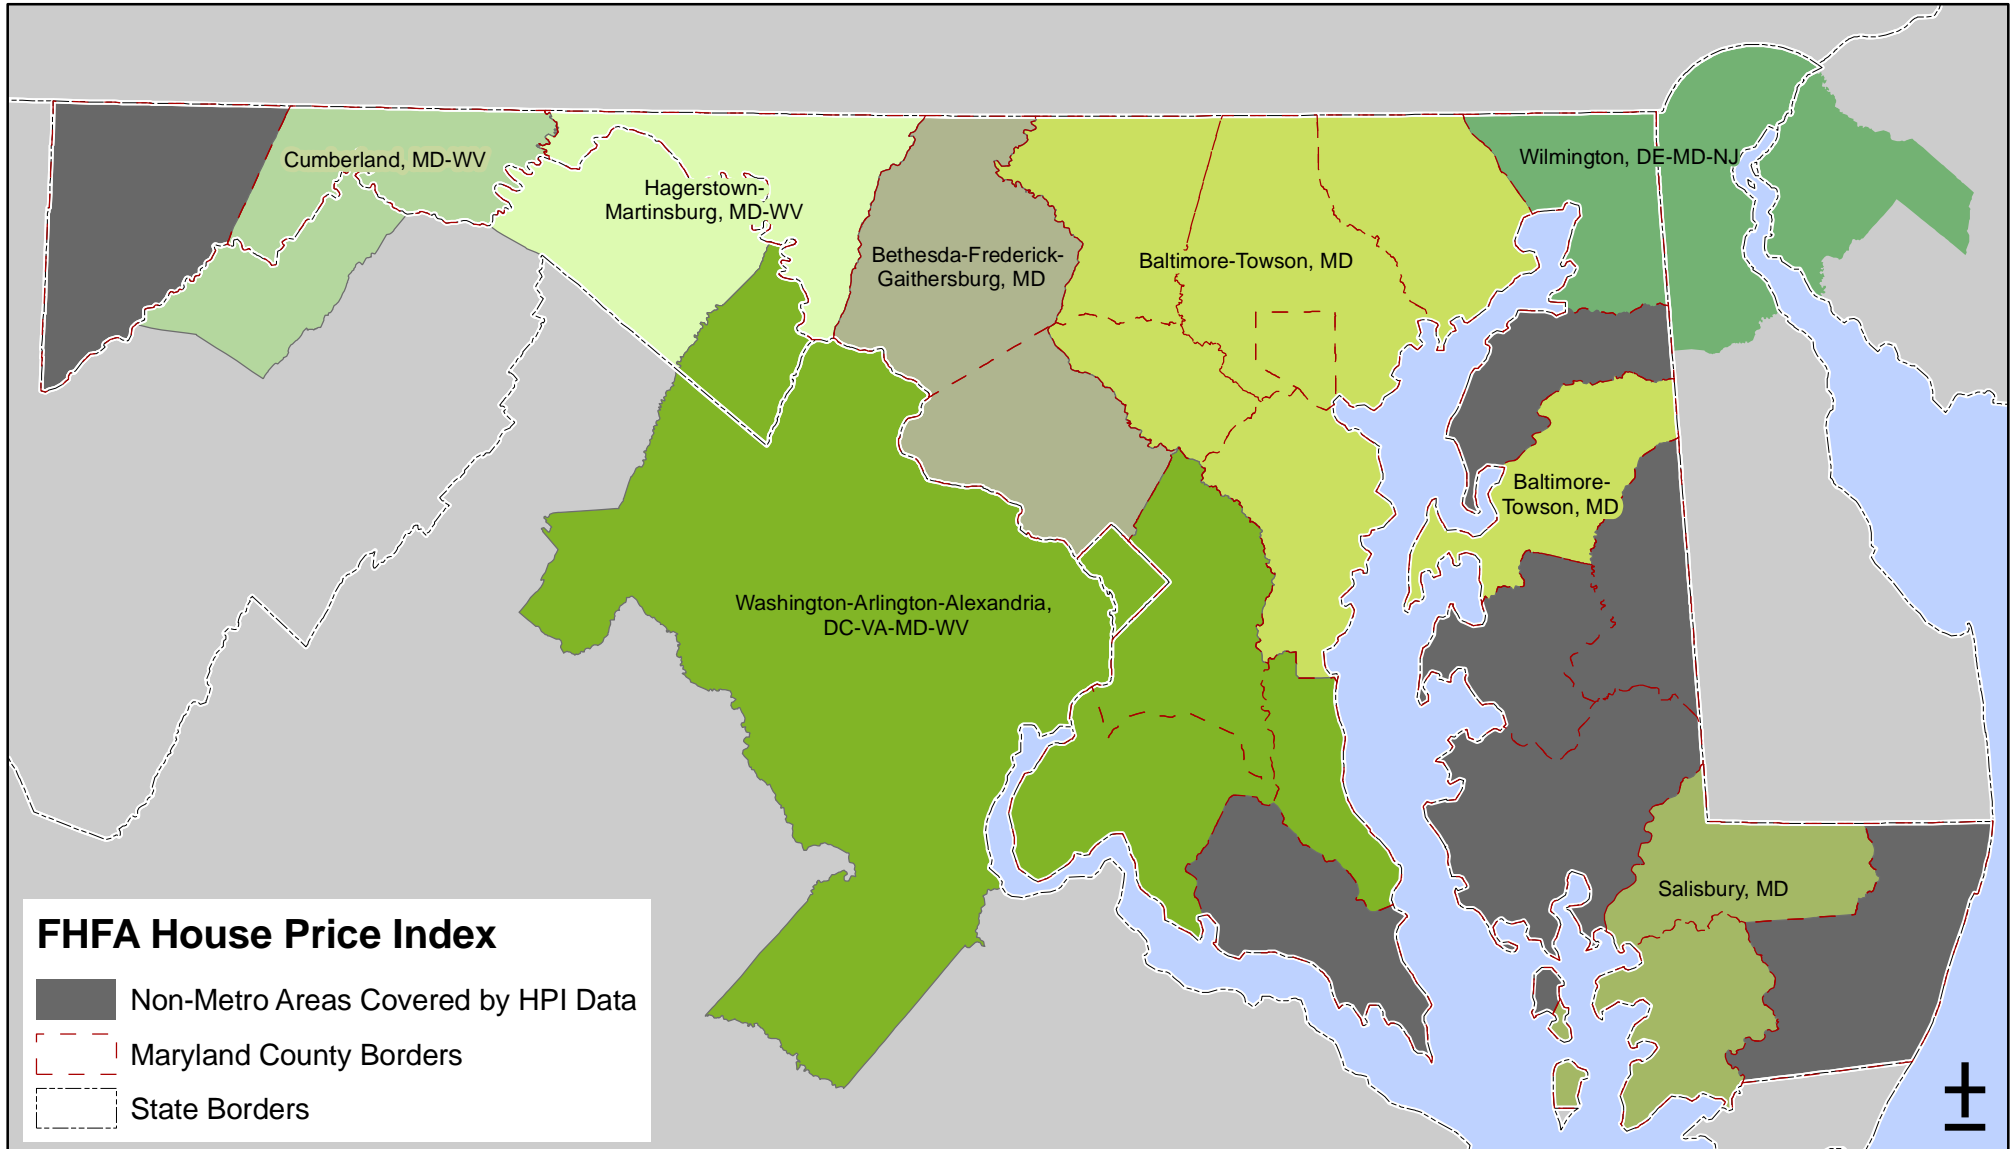 Cumberland, MD-WV
Hagerstown-
Martinsburg, MD-WV
Wilmington, DE-MD-NJ
Bethesda-Frederick-
Gaithersburg, MD
Baltimore-Towson, MD
Baltimore-
Towson, MD
Washington-Arlington-Alexandria,
DC-VA-MD-WV
Salisbury, MD
FHFA House Price Index
Non-Metro Areas Covered by HPI Data
Maryland County Borders
State Borders